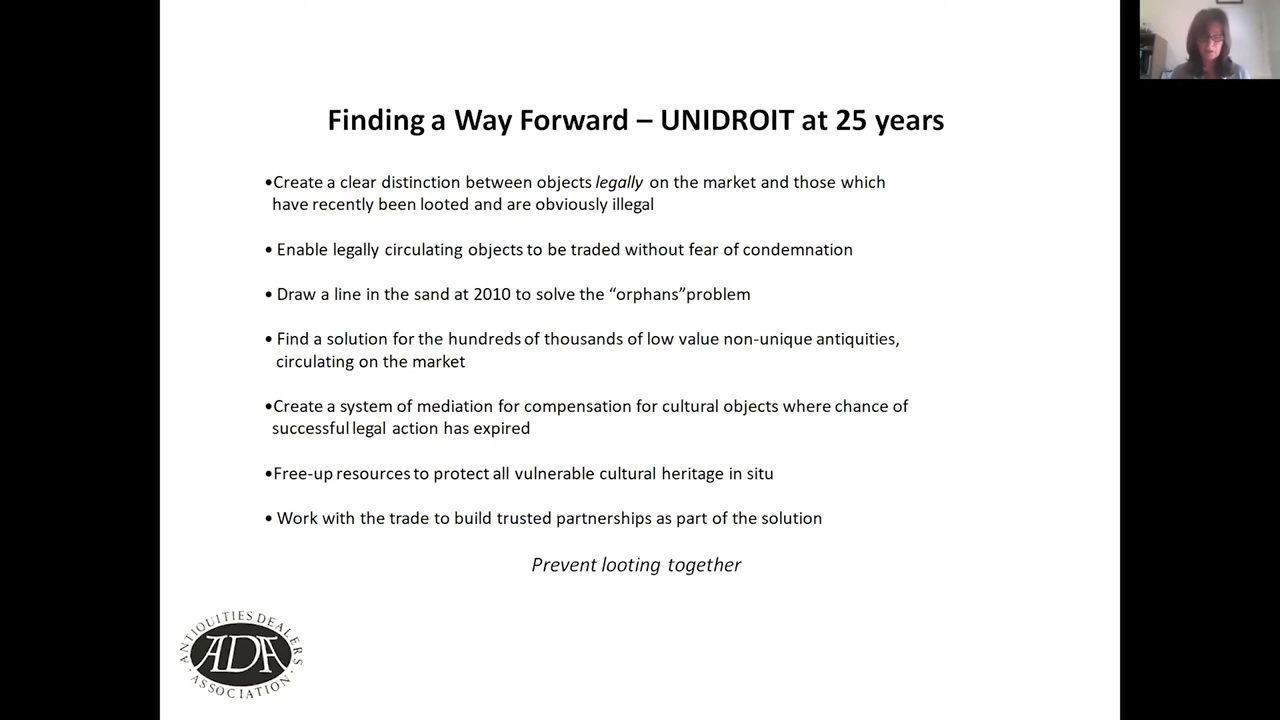 Finding a Way Forward – UNIDROIT at 25 years
•Create a clear distinction between objects legally on the market and those which
have recently been looted and are obviously illegal
• Enable legally circulating objects to be traded without fear of condemnation
• Draw a line in the sand at 2010 to solve the “orphans”problem
• Find a solution for the hundreds of thousands of low value non-unique antiquities,
circulating on the market
•Create a system of mediation for compensation for cultural objects where chance of
successful legal action has expired
•Free-up resources to protect all vulnerable cultural heritage in situ
• Work with the trade to build trusted partnerships as part of the solution
Prevent looting together
ANTIQUITIES DEALERS
ADA
ASSOCIATION